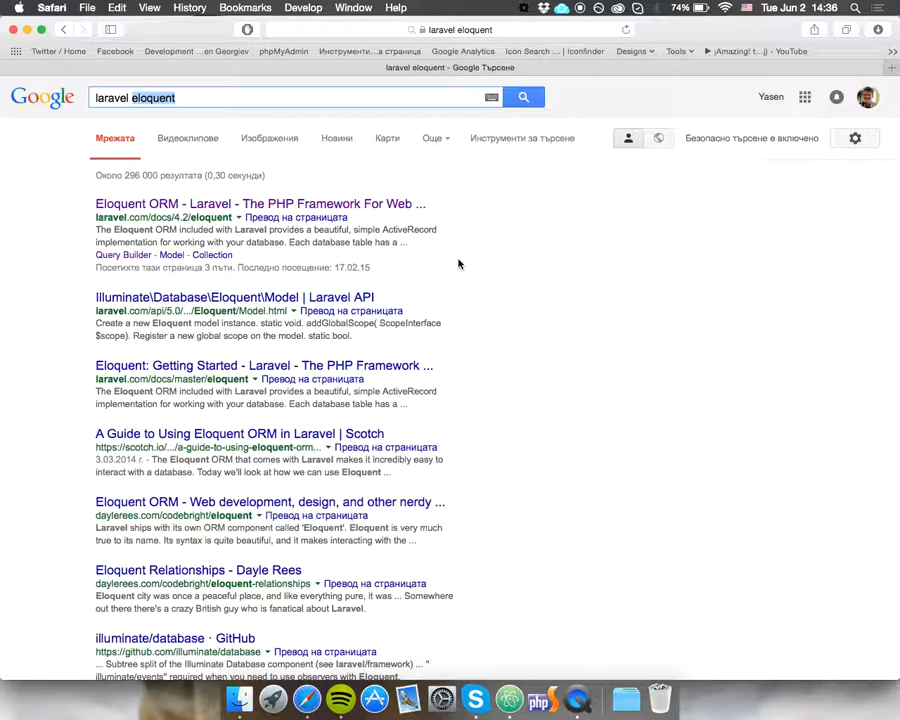 Safari File Edit View History Bookmarks Develop Window Help 74% Tue Jun 2 14:36
laravel eloquent
Twitter / Home Facebook Development ...en Georgiev phpMyAdmin Инструменти...а страница Google Analytics Icon Search ... | Iconfinder Designs Tools ▶ ¡Amazing! t...j) - YouTube
laravel eloquent - Google Търсене
Google laravel eloquent Yasen
Мрежата Видеоклипове Изображения Новини Карти Още Инструменти за търсене Безопасно търсене е включено
Около 296 000 резултата (0,30 секунди)
Eloquent ORM - Laravel - The PHP Framework For Web ...
laravel.com/docs/4.2/eloquent Превод на страницата
The Eloquent ORM included with Laravel provides a beautiful, simple ActiveRecord
implementation for working with your database. Each database table has a ...
Query Builder - Model - Collection
Посетихте тази страница 3 пъти. Последно посещение: 17.02.15
Illuminate\Database\Eloquent\Model | Laravel API
laravel.com/api/5.0/.../Eloquent/Model.html Превод на страницата
Create a new Eloquent model instance. static void. addGlobalScope( ScopeInterface
$scope). Register a new global scope on the model. static bool.
Eloquent: Getting Started - Laravel - The PHP Framework ...
laravel.com/docs/master/eloquent Превод на страницата
The Eloquent ORM included with Laravel provides a beautiful, simple ActiveRecord
implementation for working with your database. Each database table has a ...
A Guide to Using Eloquent ORM in Laravel | Scotch
https://scotch.io/.../a-guide-to-using-eloquent-orm... Превод на страницата
3.03.2014 г. - The Eloquent ORM that comes with Laravel makes it incredibly easy to
interact with a database. Today we'll look at how we can use Eloquent ...
Eloquent ORM - Web development, design, and other nerdy ...
daylerees.com/codebright/eloquent Превод на страницата
Laravel ships with its own ORM component called 'Eloquent'. Eloquent is very much
true to its name. Its syntax is quite beautiful, and it makes interacting with the ...
Eloquent Relationships - Dayle Rees
daylerees.com/codebright/eloquent-relationships Превод на страницата
Eloquent city was once a peaceful place, and like everything pure, it was ... Somewhere
out there there's a crazy British guy who is fanatical about Laravel.
illuminate/database · GitHub
https://github.com/illuminate/database Превод на страницата
... Subtree split of the Illuminate Database component (see laravel/framework) ... "
illuminate/events" required when you need to use observers with Eloquent.
php